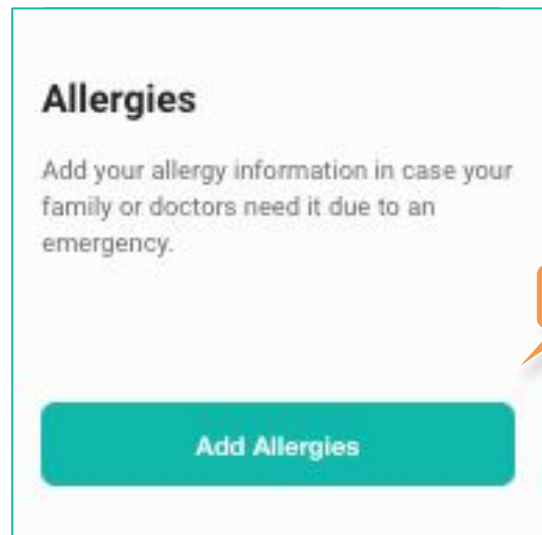 Allergies
Add your allergy information in case your
family or doctors need it due to an
emergency.
Add Allergies